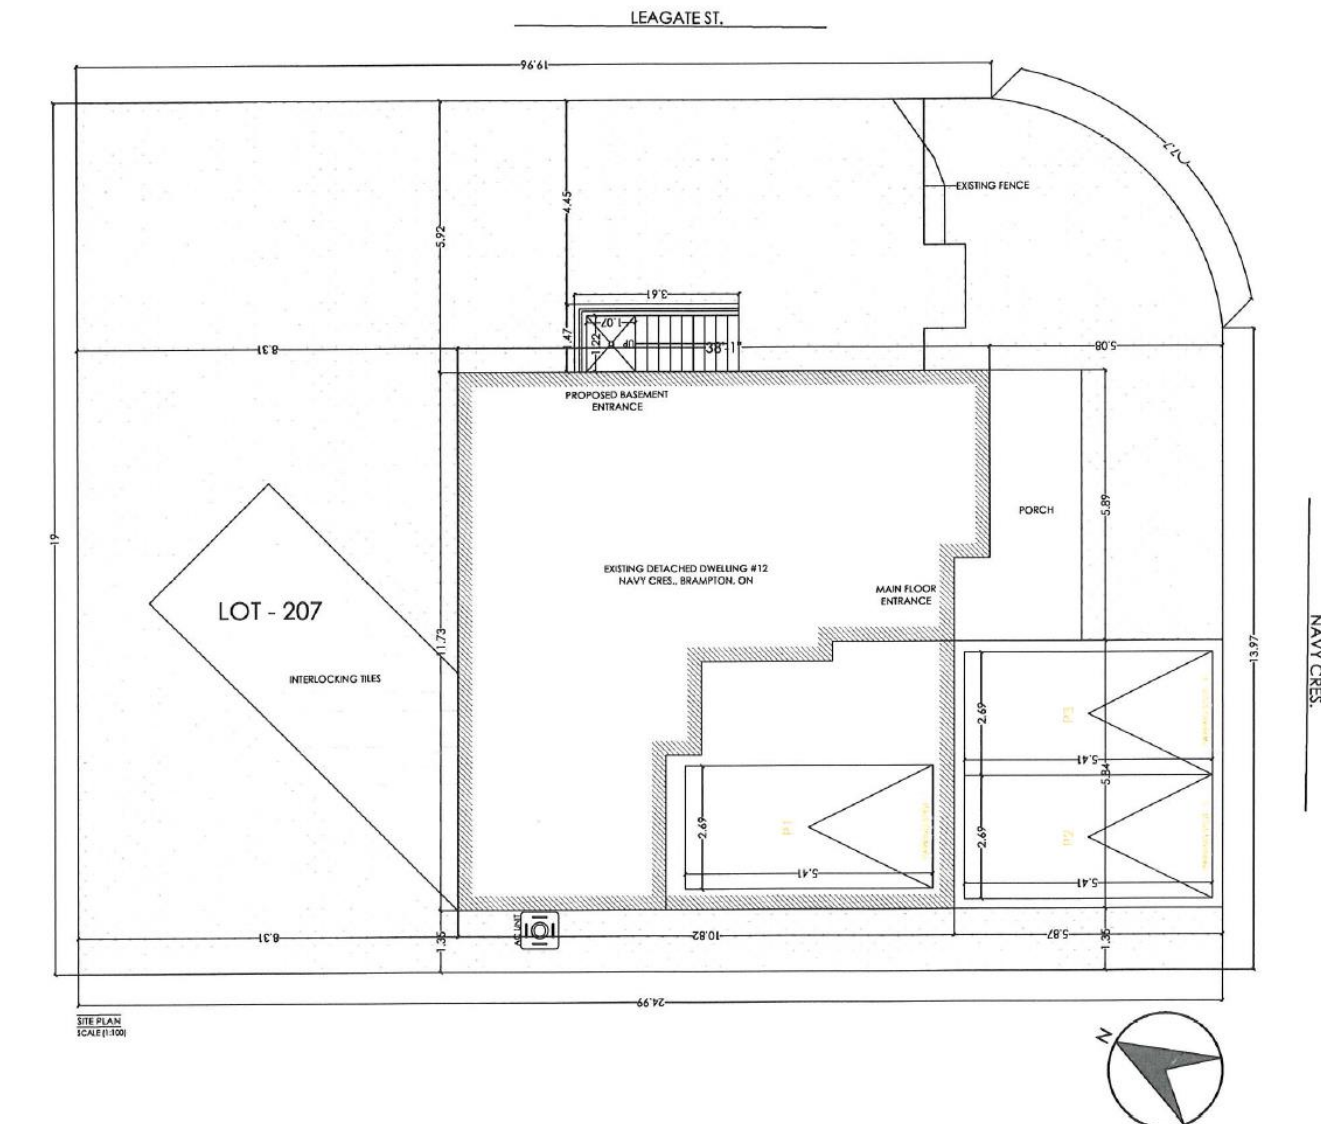 LEAGATE ST.
19.96
EXISTING FENCE
4.45
5.92
3.61
1.07
1.22
UP
.47
38'-1"
8.31
5.08
PROPOSED BASEMENT
ENTRANCE
PORCH
5.89
19
EXISTING DETACHED DWELLING #12
NAVY CRES., BRAMPTON, ON
MAIN FLOOR
ENTRANCE
LOT - 207
11.73
INTERLOCKING TILES
13.97
NAVY CRES.
2.69
P3
5.41
5.84
2.69
P1
5.41
2.69
P2
5.41
AC UNIT
8.31
1.35
10.82
5.87
1.35
24.99
SITE PLAN
SCALE (1:100)
N